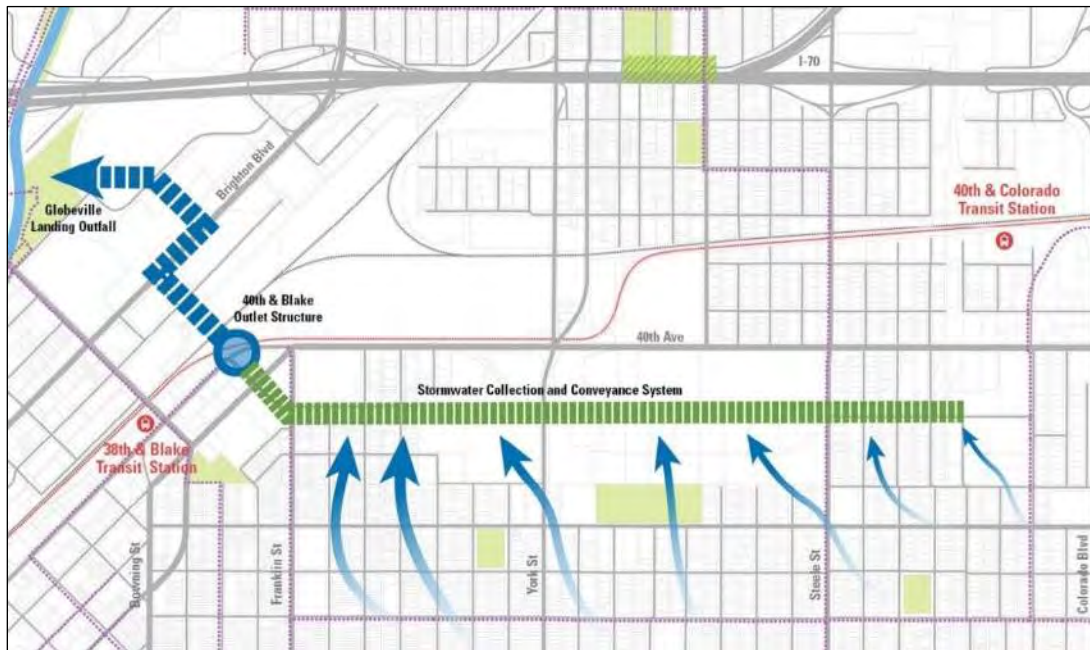 I-70
Brighton Blvd
40th & Colorado
Transit Station
Globeville
Landing Outfall
40th & Blake
Outlet Structure
40th Ave
Stormwater Collection and Conveyance System
38th & Blake
Transit Station
Downing St
Franklin St
York St
Steele St
Colorado Blvd